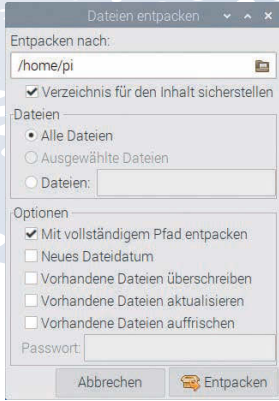 Dateien entpacken
Entpacken nach:
/home/pi
Verzeichnis für den Inhalt sicherstellen
Dateien
Alle Dateien
Ausgewählte Dateien
Dateien:
Optionen
Mit vollständigem Pfad entpacken
Neues Dateidatum
Vorhandene Dateien überschreiben
Vorhandene Dateien aktualisieren
Vorhandene Dateien auffrischen
Passwort:
Abbrechen Entpacken